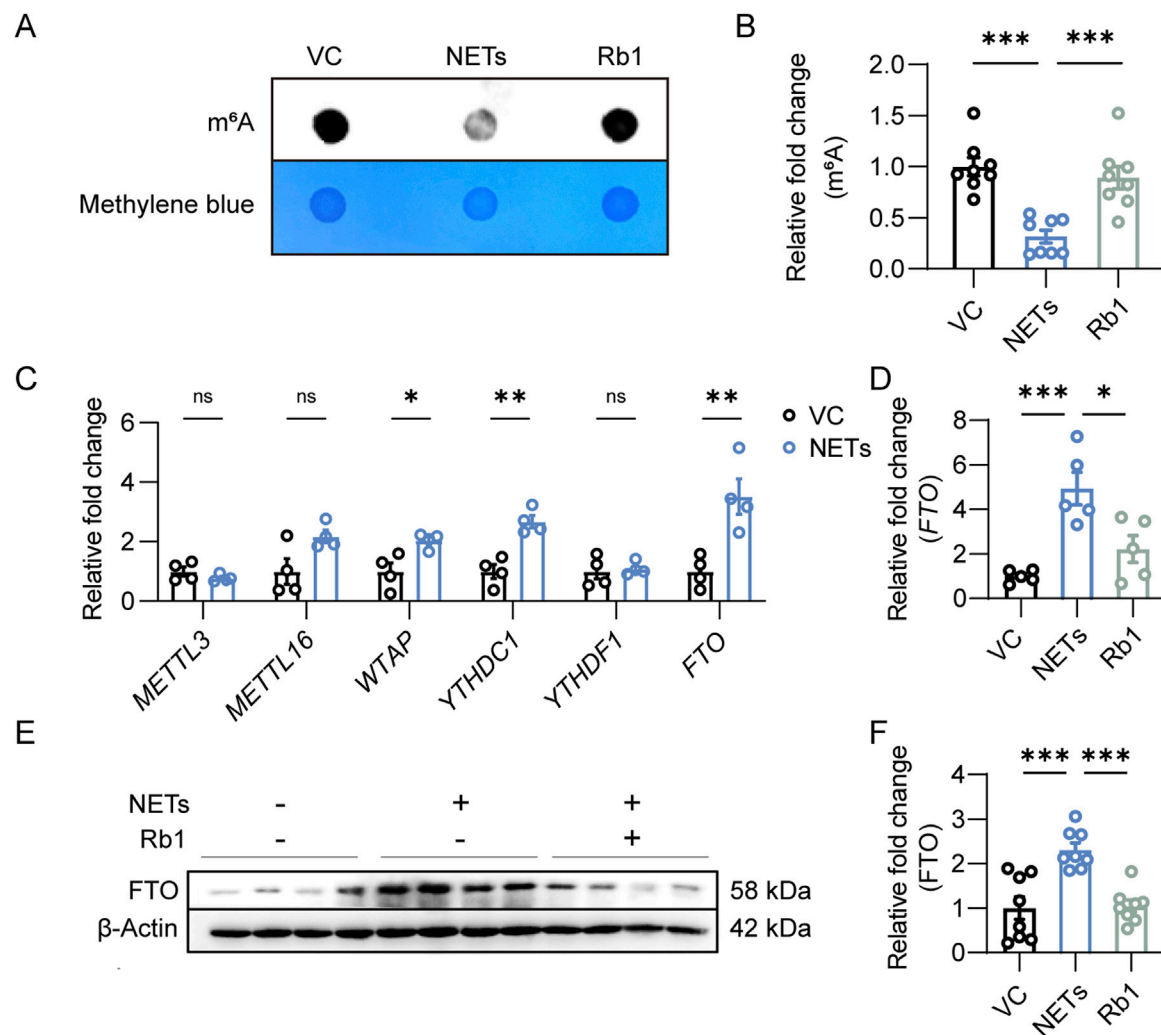 A
VC NETs Rb1
m⁶A
Methylene blue
B
*** ***
Relative fold change
(m⁶A)
2.0
1.5
1.0
0.5
0.0
VC
NETs
Rb1
C
ns ns * ** ns **
VC
NETs
Relative fold change
6
4
2
0
METTL3
METTL16
WTAP
YTHDC1
YTHDF1
FTO
D
*** *
Relative fold change
(FTO)
8
6
4
2
0
VC
NETs
Rb1
E
NETs - + +
Rb1 - - +
FTO 58 kDa
β-Actin 42 kDa
F
*** ***
Relative fold change
(FTO)
4
3
2
1
0
VC
NETs
Rb1